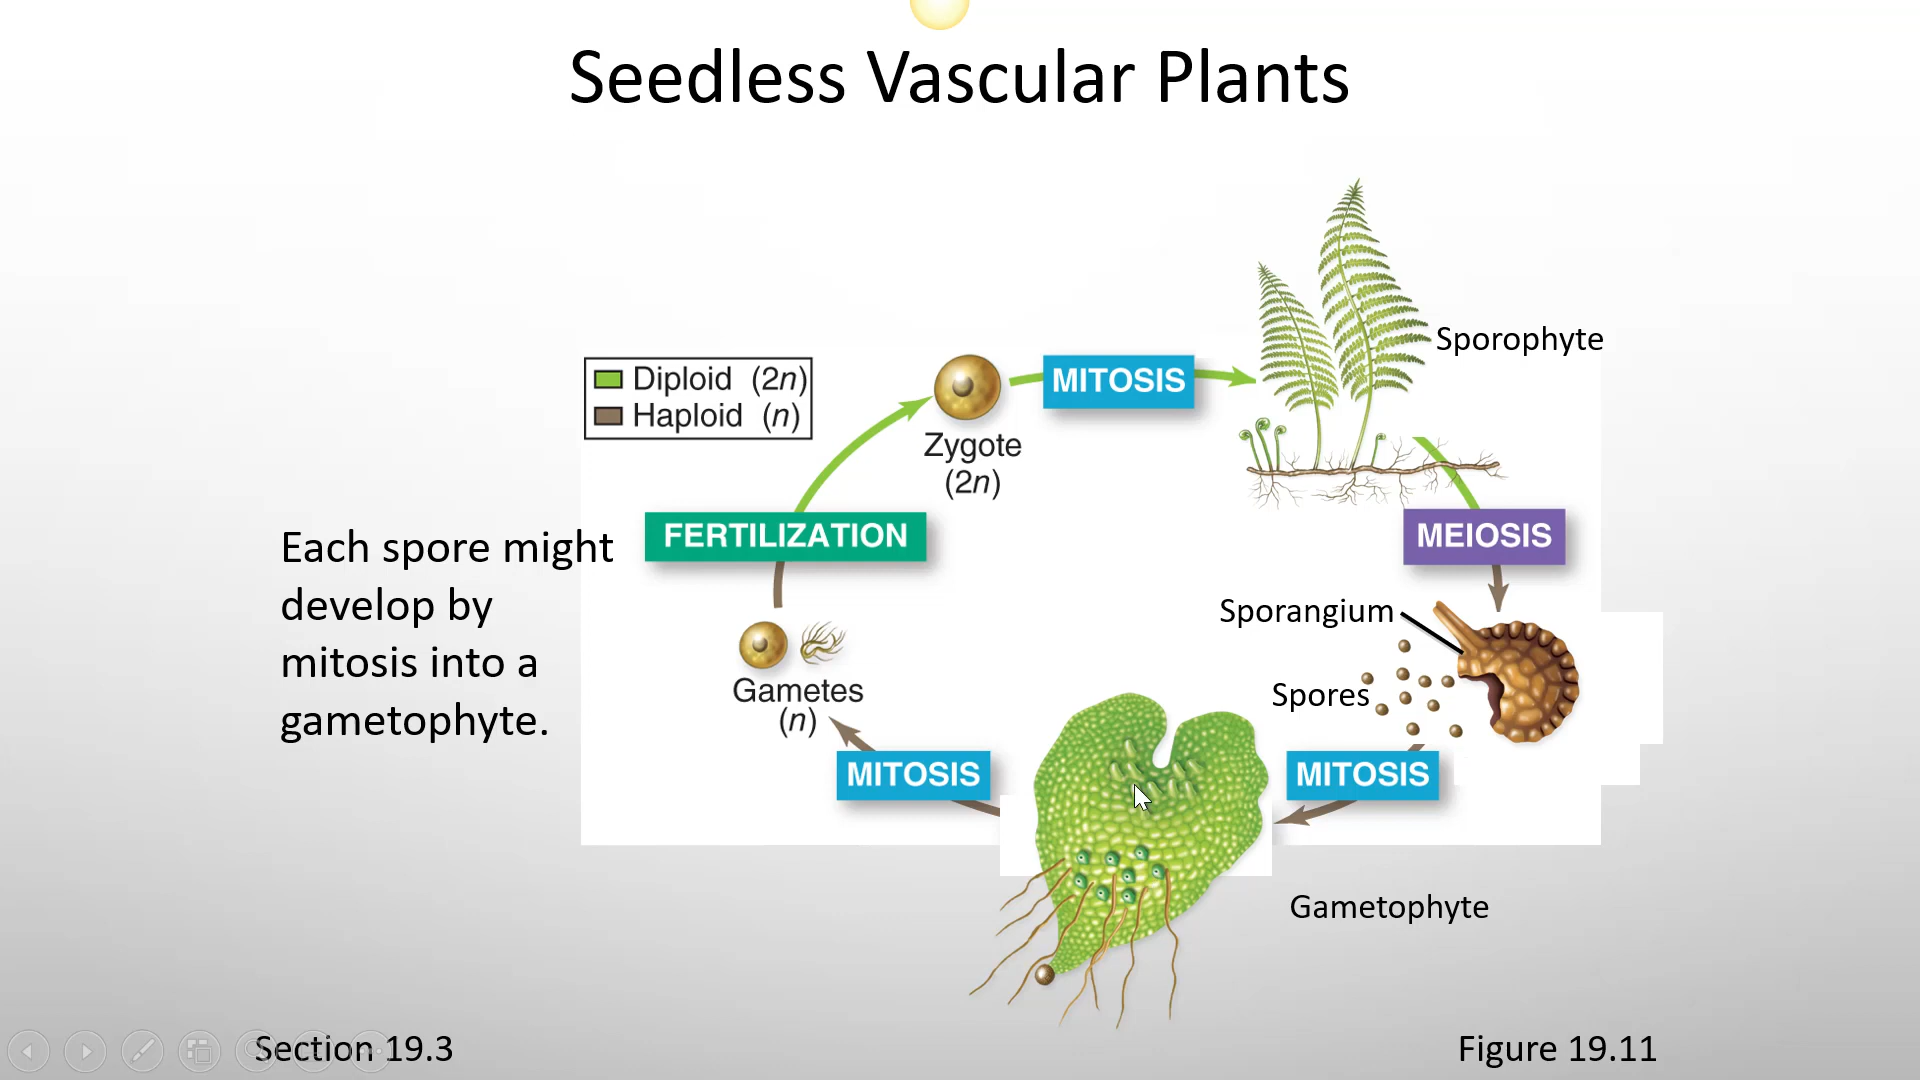 Seedless Vascular Plants
Sporophyte
Diploid (2n)
Haploid (n)
MITOSIS
Zygote
(2n)
FERTILIZATION
MEIOSIS
Each spore might
develop by
mitosis into a
gametophyte.
Sporangium
Spores
Gametes
(n)
MITOSIS
MITOSIS
Gametophyte
Section 19.3
Figure 19.11